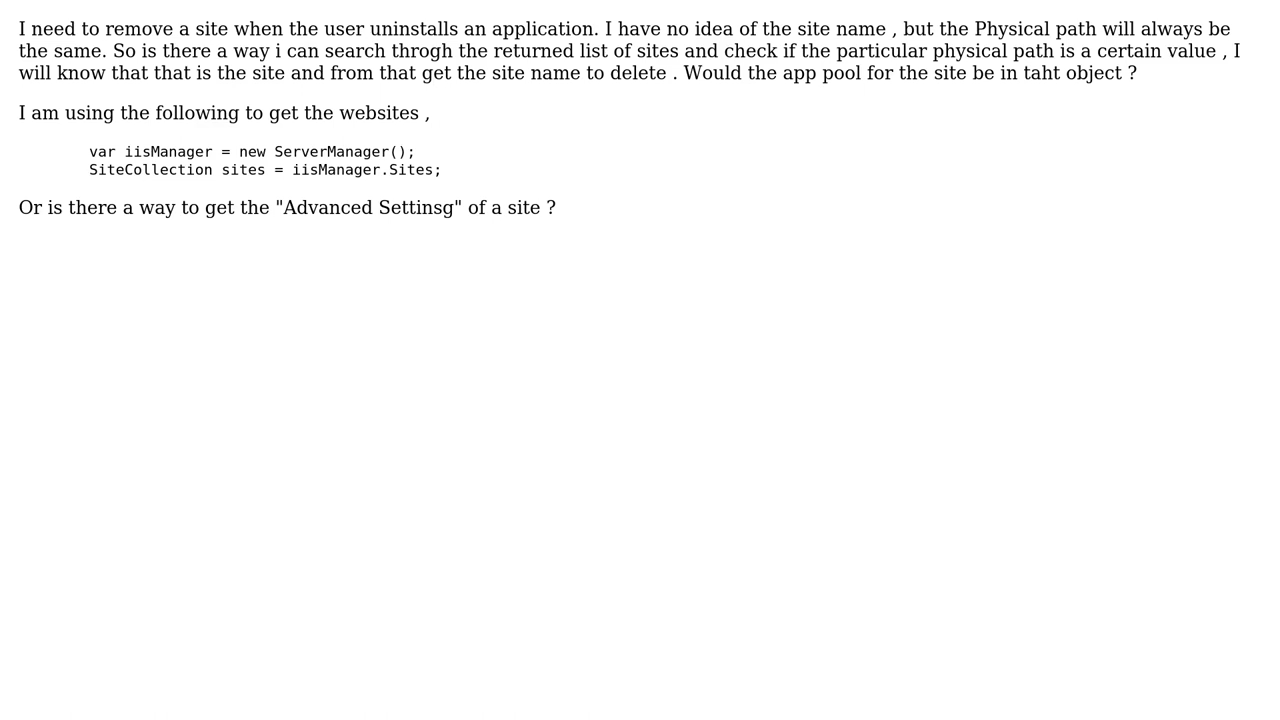 I need to remove a site when the user uninstalls an application. I have no idea of the site name , but the Physical path will always be
the same. So is there a way i can search throgh the returned list of sites and check if the particular physical path is a certain value , I
will know that that is the site and from that get the site name to delete . Would the app pool for the site be in taht object ?
I am using the following to get the websites ,
var iisManager = new ServerManager();
SiteCollection sites = iisManager.Sites;
Or is there a way to get the "Advanced Settinsg" of a site ?